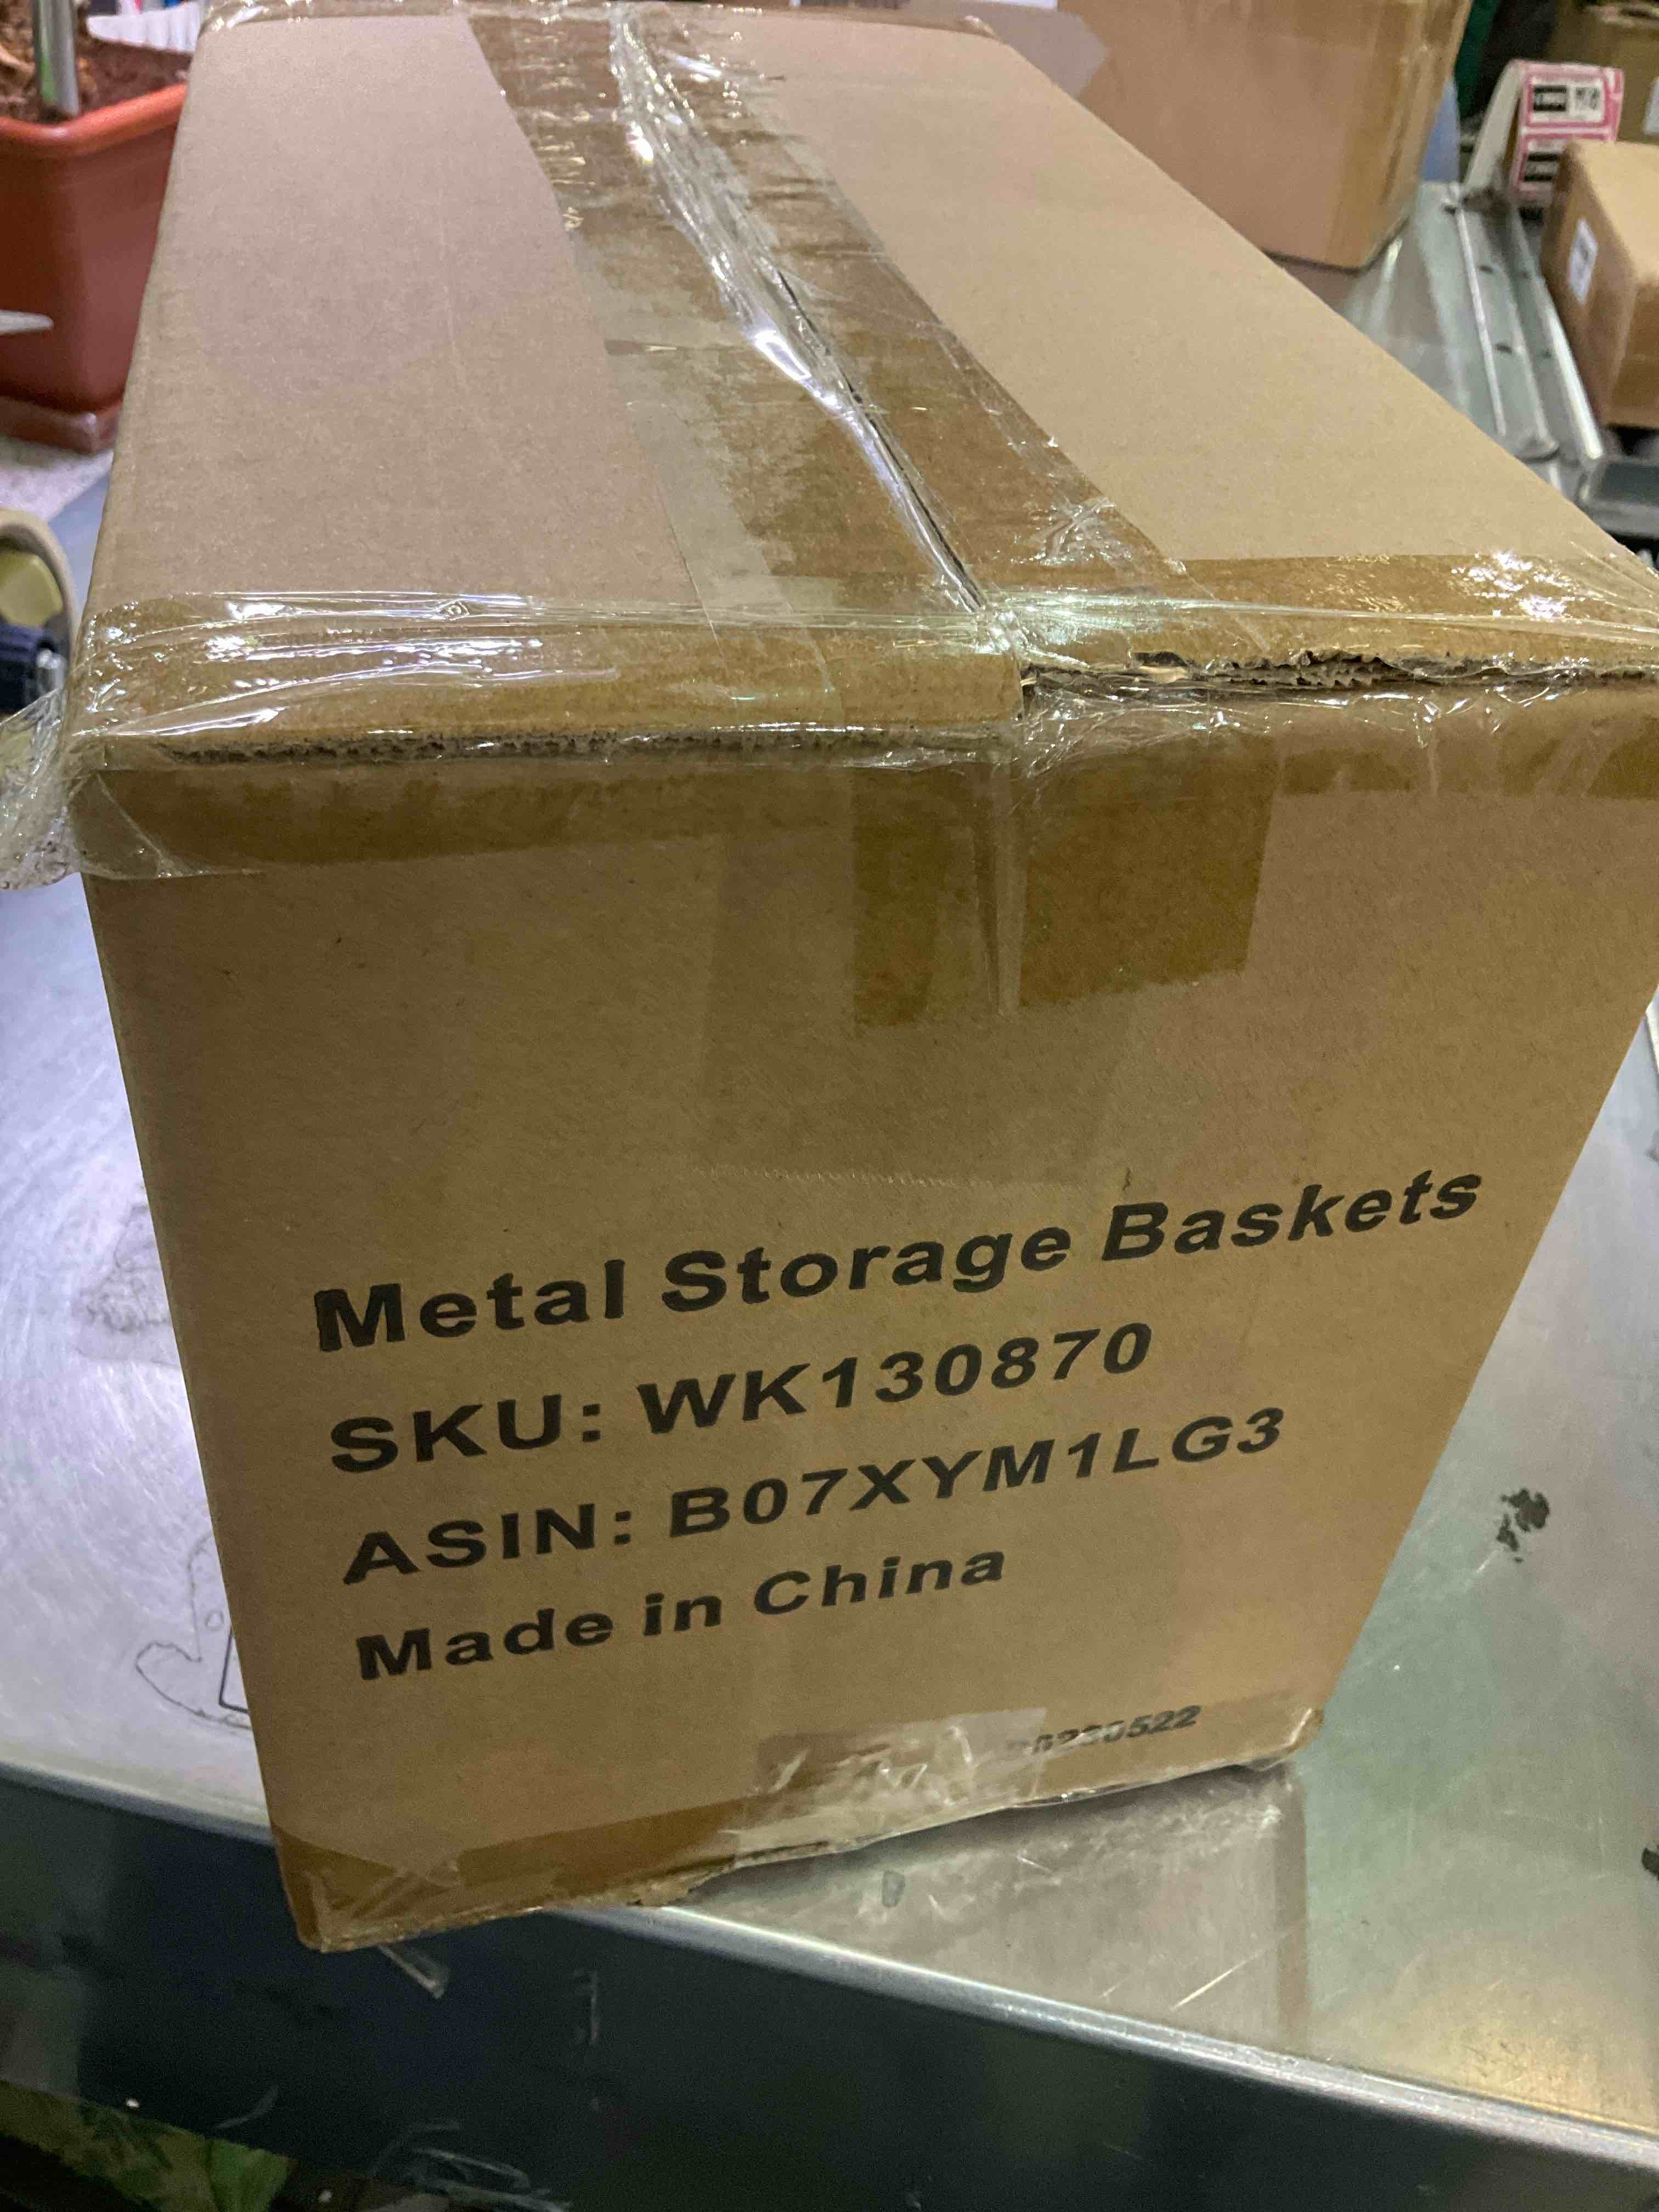 Metal Storage Baskets
SKU: WK130870
ASIN: B07XYM1LG3
Made in China